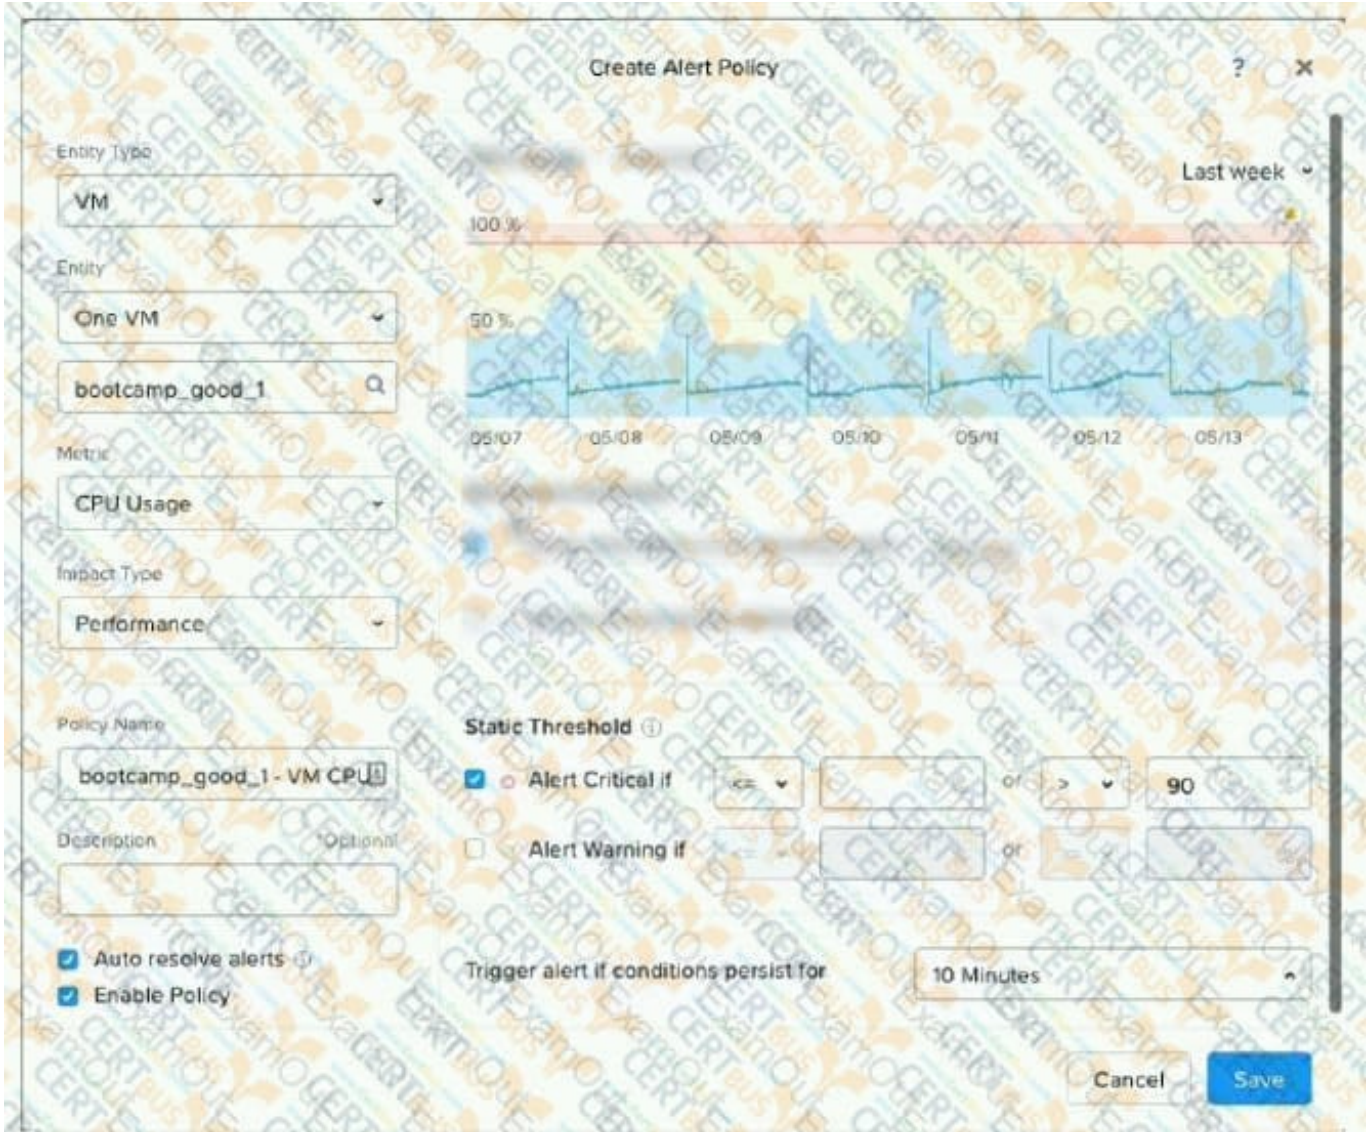 Create Alert Policy ? ×
Entity Type
VM
Last week
100 %
Entity
One VM
50 %
bootcamp_good_1
05/07 05/08 05/09 05/10 05/11 05/12 05/13
Metric
CPU Usage
Impact Type
Performance
Policy Name
Static Threshold
bootcamp_good_1 - VM CPU
Alert Critical if <= or > 90
Description *Optional
Alert Warning if or
Auto resolve alerts
Trigger alert if conditions persist for 10 Minutes
Enable Policy
Cancel Save